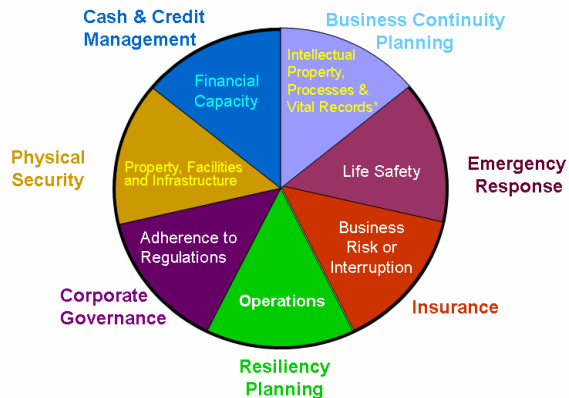 Cash & Credit
Management
Business Continuity
Planning
Financial
Capacity
Intellectual
Property,
Processes &
Vital Records*
Physical
Security
Property, Facilities
and Infrastructure
Life Safety
Emergency
Response
Adherence to
Regulations
Business
Risk or
Interruption
Corporate
Governance
Operations
Insurance
Resiliency
Planning